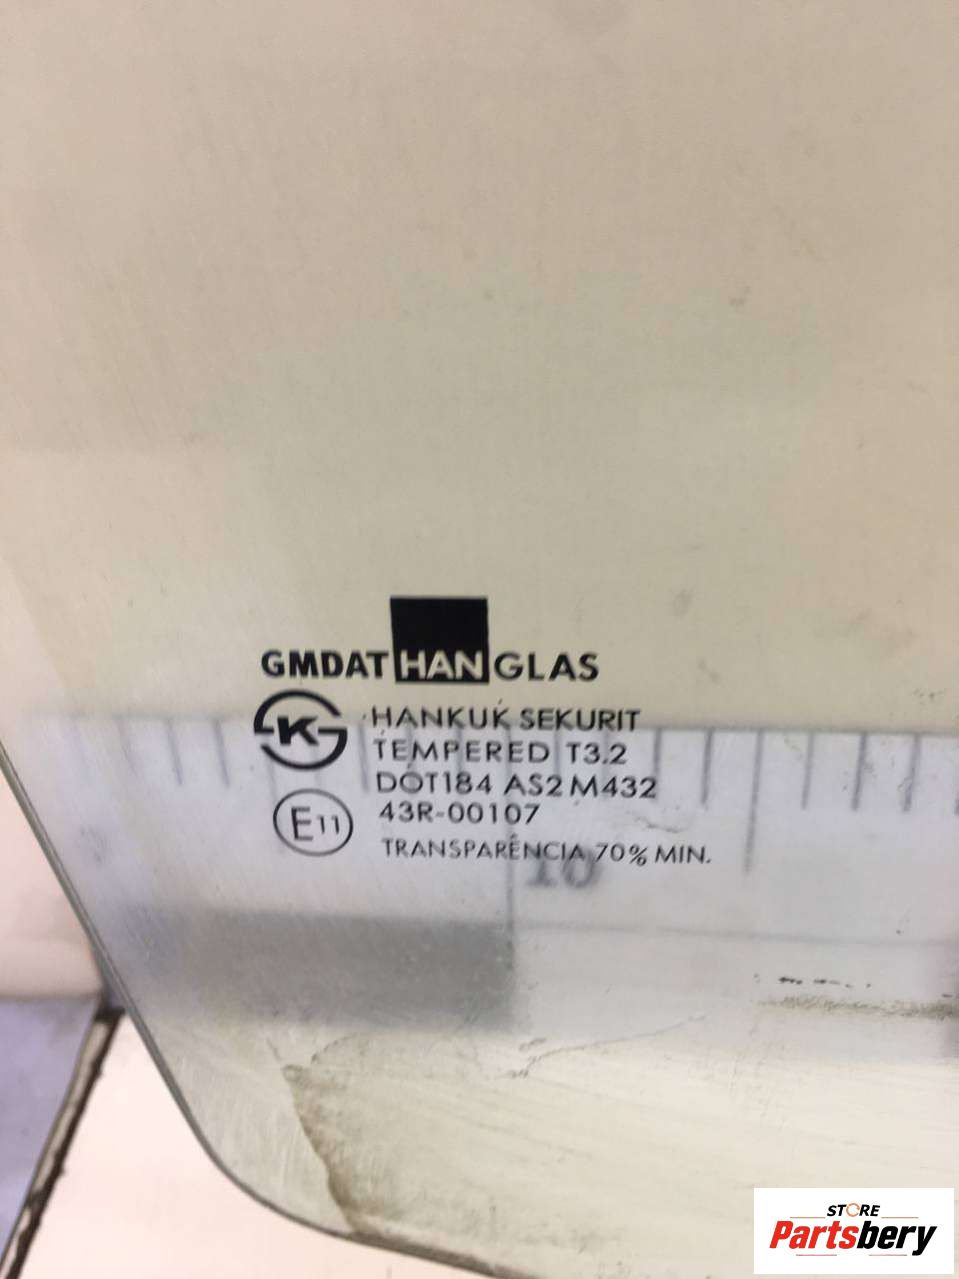 GMDAT HAN GLAS
K
HANKUK SEKURIT
TEMPERED T3.2
DOT184 AS2 M432
E11
43R-00107
TRANSPARÊNCIA 70% MIN.
10
STORE
Partsbery